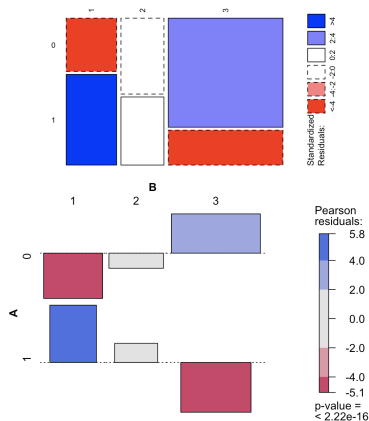 1
2
3
0
1
Standardized
Residuals:
<-4
-4:-2
-2:0
0:2
2:4
>4
B
1
2
3
A
0
1
Pearson
residuals:
5.8
4.0
2.0
0.0
-2.0
-4.0
-5.1
p-value =
< 2.22e-16